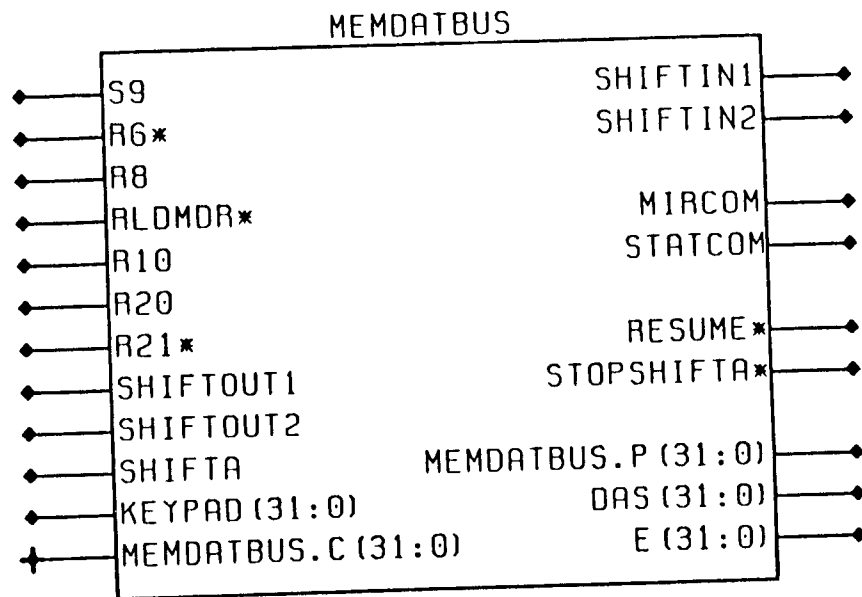 MEMDATBUS
S9
R6*
R8
RLDMDR*
R10
R20
R21*
SHIFTOUT1
SHIFTOUT2
SHIFTA
KEYPAD(31:0)
MEMDATBUS.C(31:0)
SHIFTIN1
SHIFTIN2
MIRCOM
STATCOM
RESUME*
STOPSHIFTA*
MEMDATBUS.P(31:0)
DAS(31:0)
E(31:0)